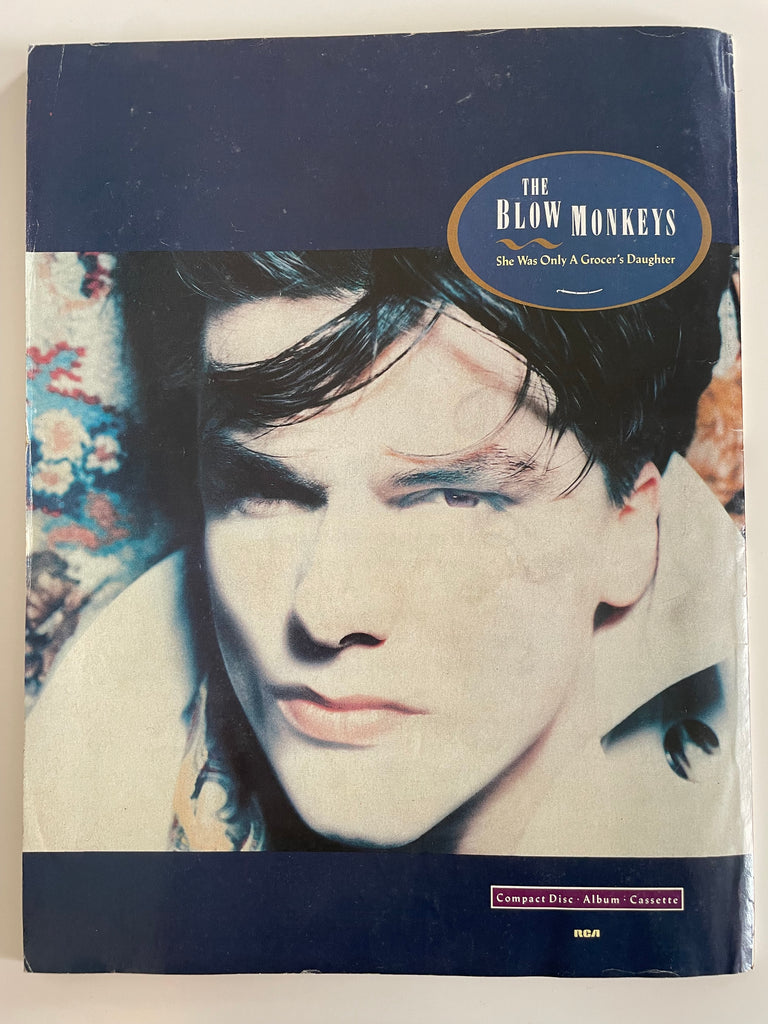 THE
BLOW MONKEYS
She Was Only A Grocer's Daughter
Compact Disc · Album · Cassette
RCA